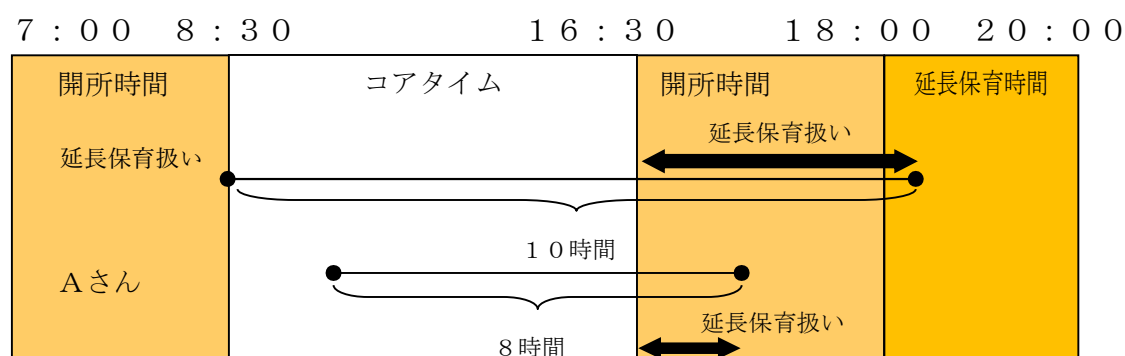 ７：００　８：３０　１６：３０　１８：００　２０：００
開所時間　コアタイム　開所時間　延長保育時間
延長保育扱い
延長保育扱い
１０時間
Ａさん
延長保育扱い
８時間